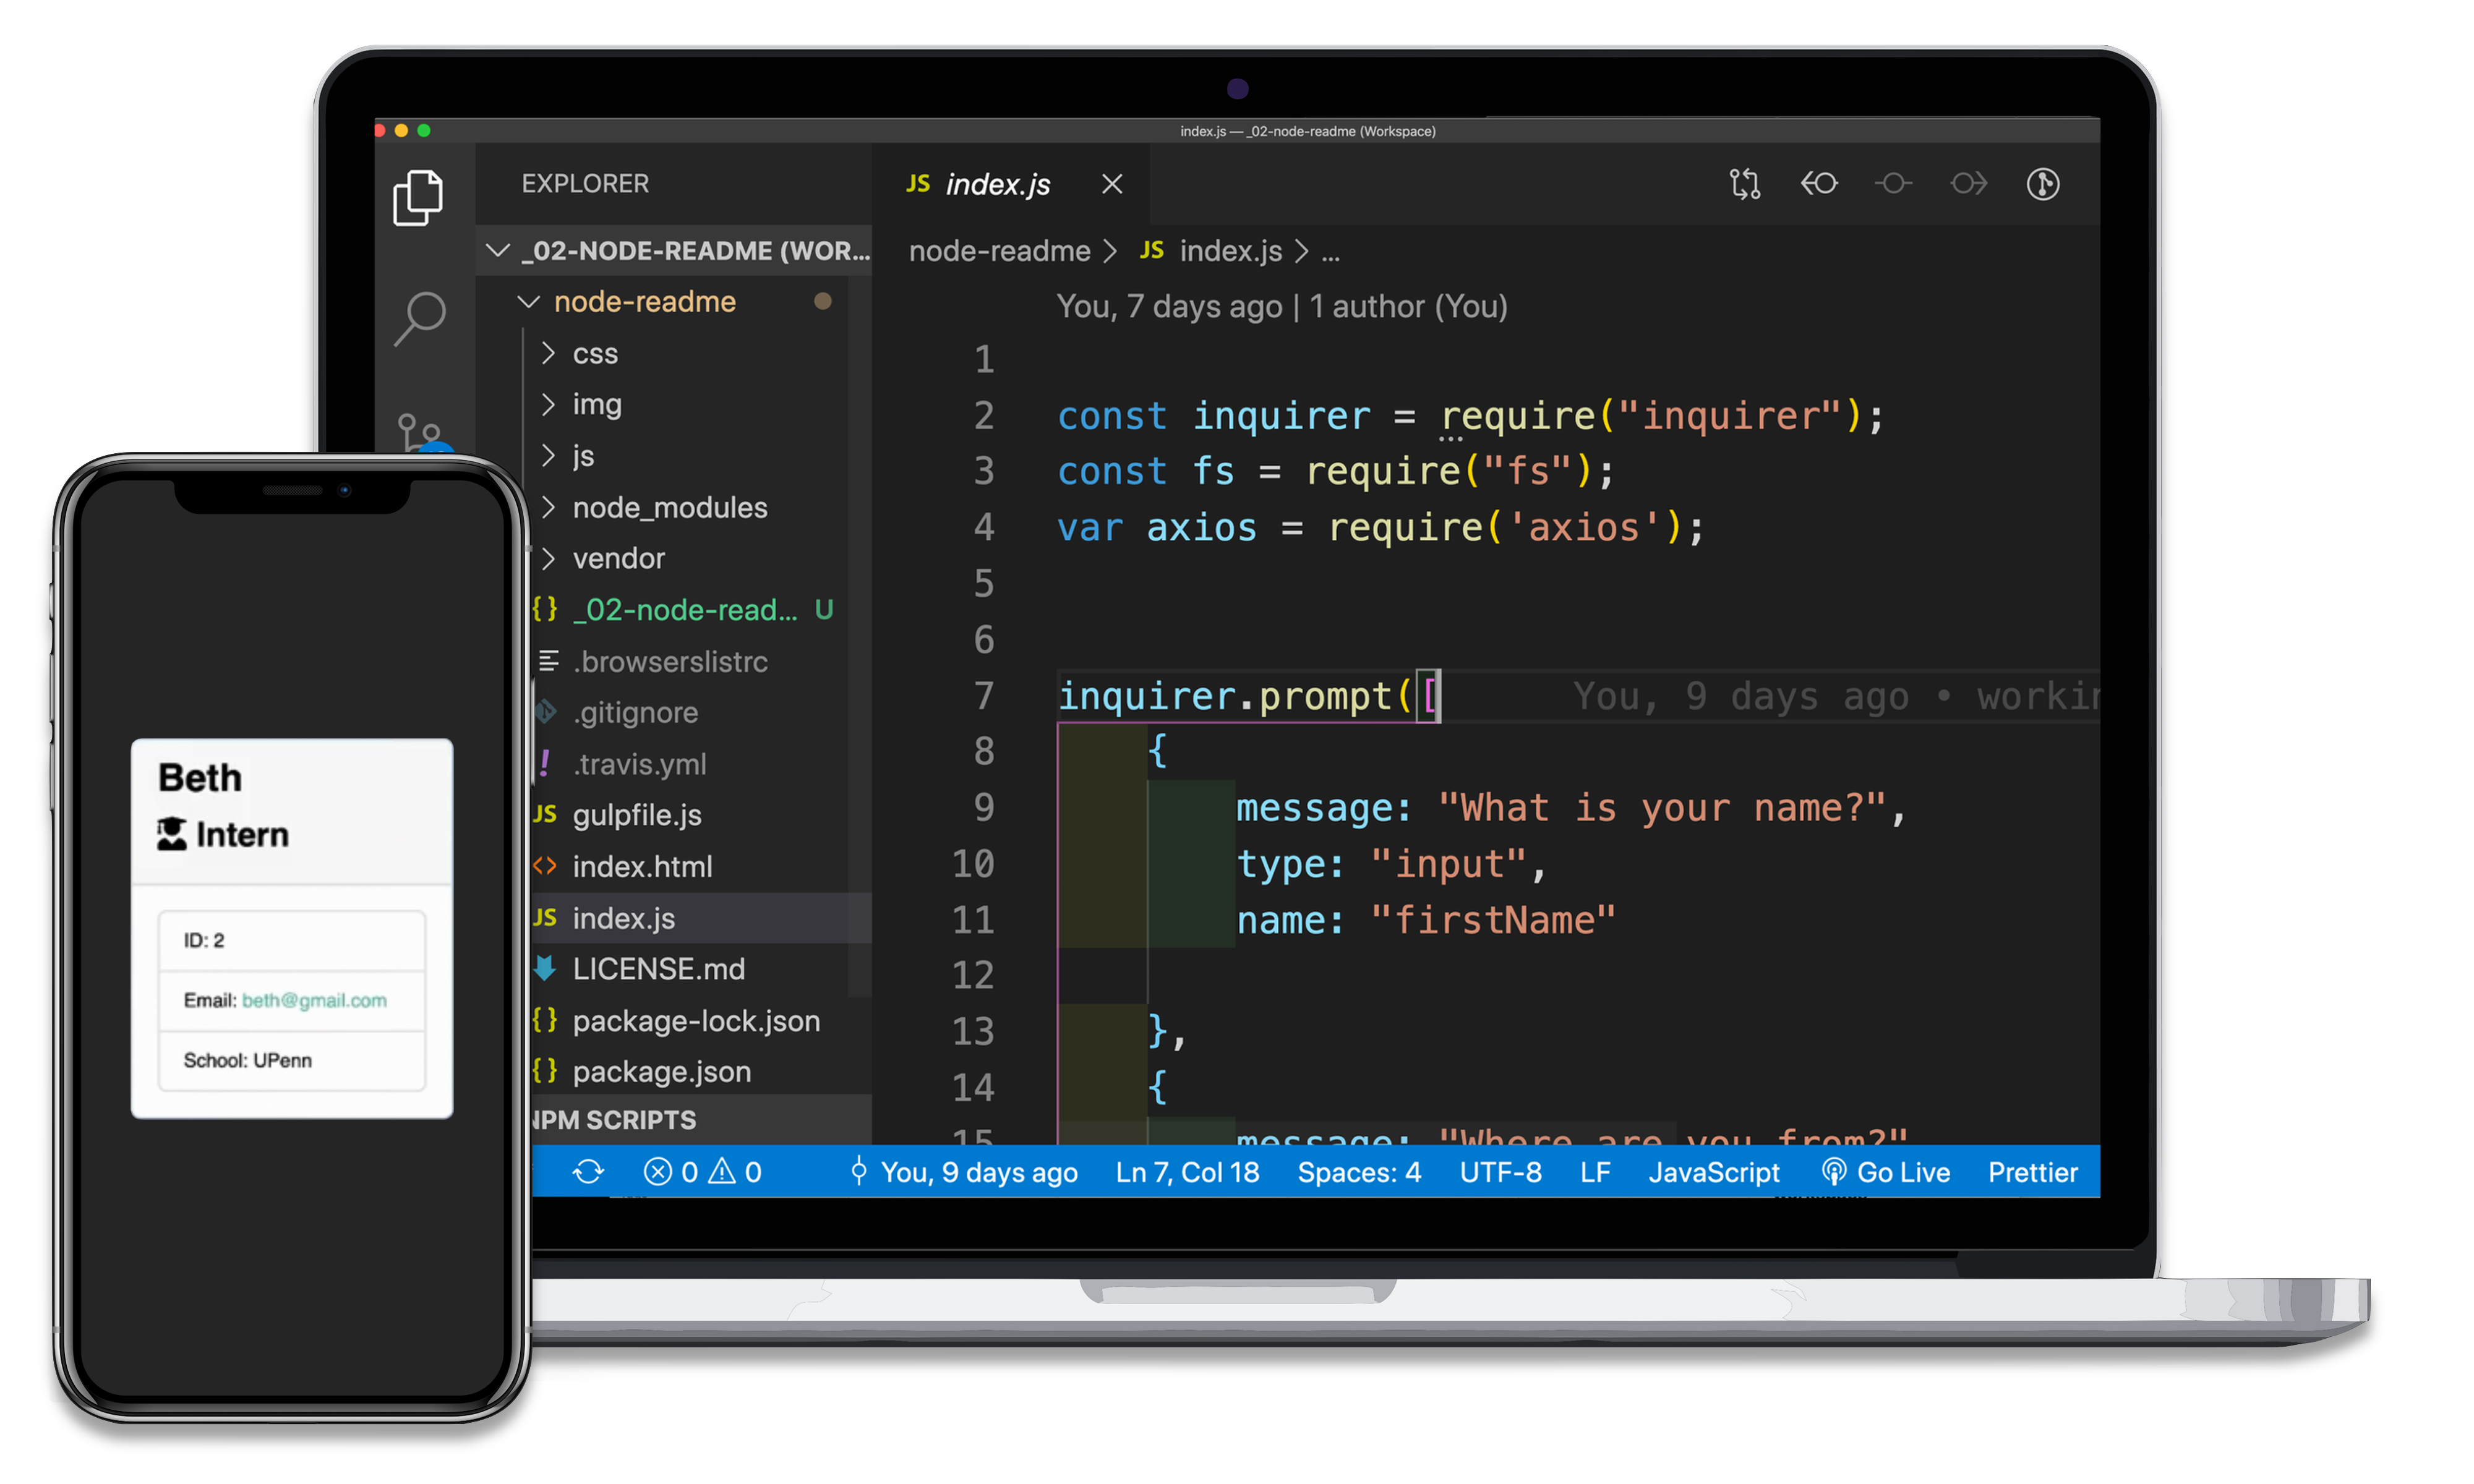 index.js — _02-node-readme (Workspace)
EXPLORER
_02-NODE-README (WOR...
node-readme
css
img
js
node_modules
vendor
{} _02-node-read... U
.browserslistrc
.gitignore
! .travis.yml
JS gulpfile.js
<> index.html
JS index.js
LICENSE.md
{} package-lock.json
{} package.json
NPM SCRIPTS
JS index.js
node-readme > JS index.js > ...
You, 7 days ago | 1 author (You)
1
2 const inquirer = require("inquirer");
3 const fs = require("fs");
4 var axios = require('axios');
5
6
7 inquirer.prompt([ You, 9 days ago • workin
8 {
9 message: "What is your name?",
10 type: "input",
11 name: "firstName"
12
13 },
14 {
15 message: "Where are you from?"
0 0 You, 9 days ago Ln 7, Col 18 Spaces: 4 UTF-8 LF JavaScript Go Live Prettier
Beth
Intern
ID: 2
Email: beth@gmail.com
School: UPenn